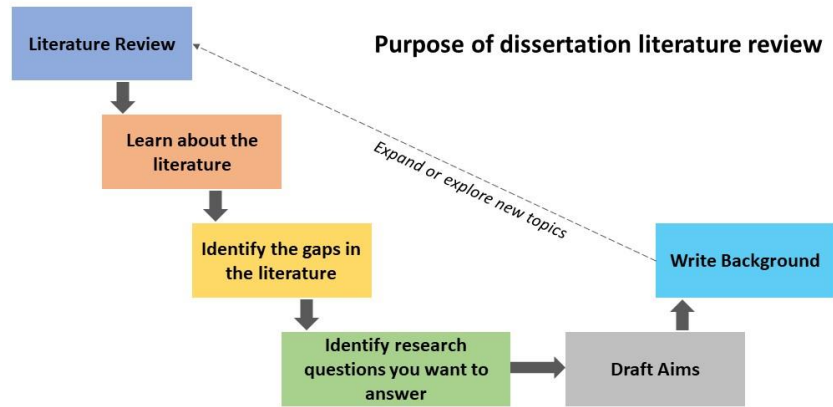 Literature Review
Purpose of dissertation literature review
Learn about the
literature
Expand or explore new topics
Identify the gaps in
the literature
Write Background
Identify research
questions you want to
answer
Draft Aims